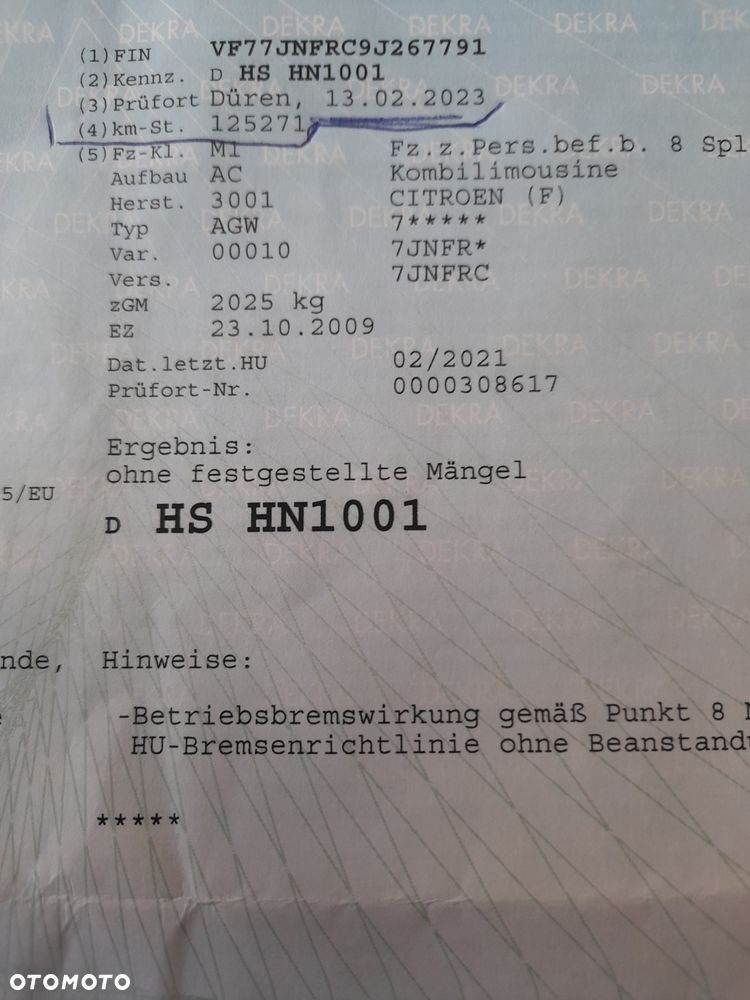 (1) FIN VF77JNFRC9J267791
(2) Kennz. D HS HN1001
(3) Prüfort Düren, 13.02.2023
(4) km-St. 125271
(5) Fz-Kl. M1 Fz.z.Pers.bef.b. 8 Spl
Aufbau AC Kombilimousine
Herst. 3001 CITROEN (F)
Typ AGW 7*****
Var. 00010 7JNFR*
Vers. 7JNFRC
zGM 2025 kg
EZ 23.10.2009
Dat.letzt.HU 02/2021
Prüfort-Nr. 0000308617
Ergebnis:
ohne festgestellte Mängel
5/EU
D HS HN1001
nde, Hinweise:
-Betriebsbremswirkung gemäß Punkt 8
HU-Bremsenrichtlinie ohne Beanstand
*****
DEKRA
OTOMOTO